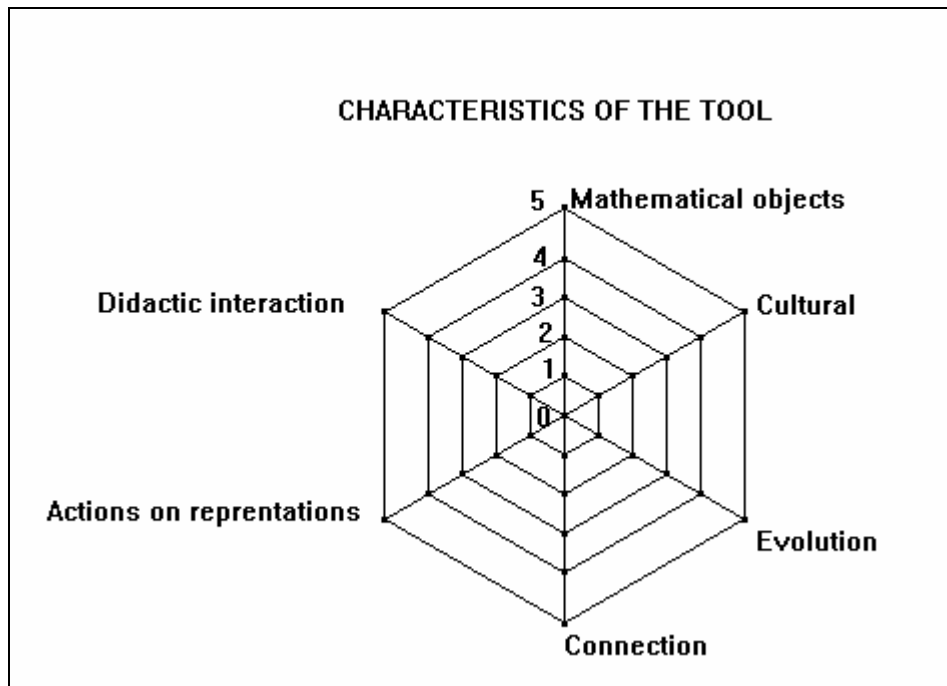 CHARACTERISTICS OF THE TOOL
5 Mathematical objects
4
Didactic interaction
3
Cultural
2
1
0
Actions on reprentations
Evolution
Connection